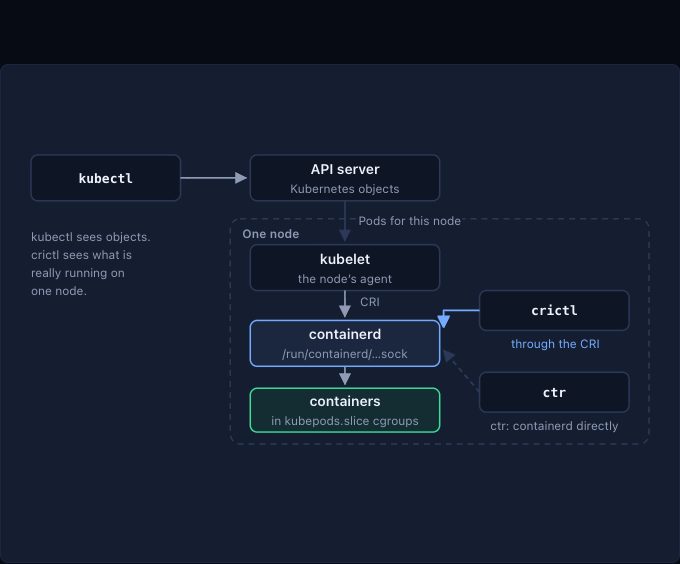 kubectl
API server
Kubernetes objects
kubectl sees objects.
crictl sees what is
really running on
one node.
Pods for this node
One node
kubelet
the node's agent
CRI
containerd
/run/containerd/...sock
crictl
through the CRI
ctr
ctr: containerd directly
containers
in kubepods.slice cgroups